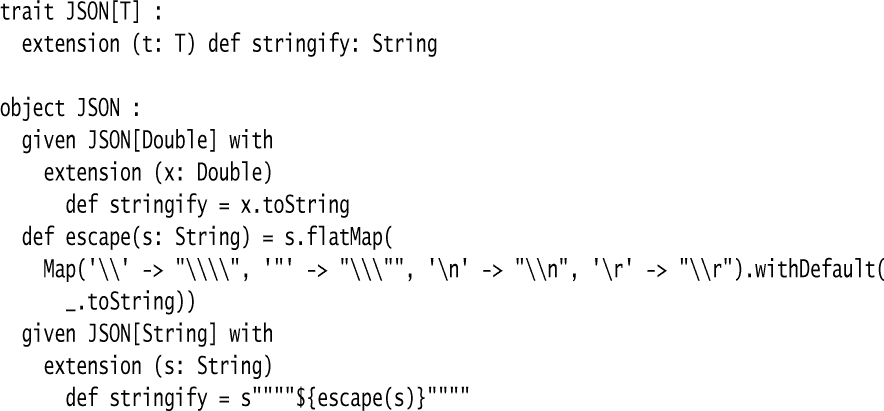 trait JSON[T] :
  extension (t: T) def stringify: String

object JSON :
  given JSON[Double] with
    extension (x: Double)
      def stringify = x.toString
  def escape(s: String) = s.flatMap(
    Map('\\' -> "\\\\", '"' -> "\\\"", '\n' -> "\\n", '\r' -> "\\r").withDefault(
      _.toString))
  given JSON[String] with
    extension (s: String)
      def stringify = s""""${escape(s)}""""